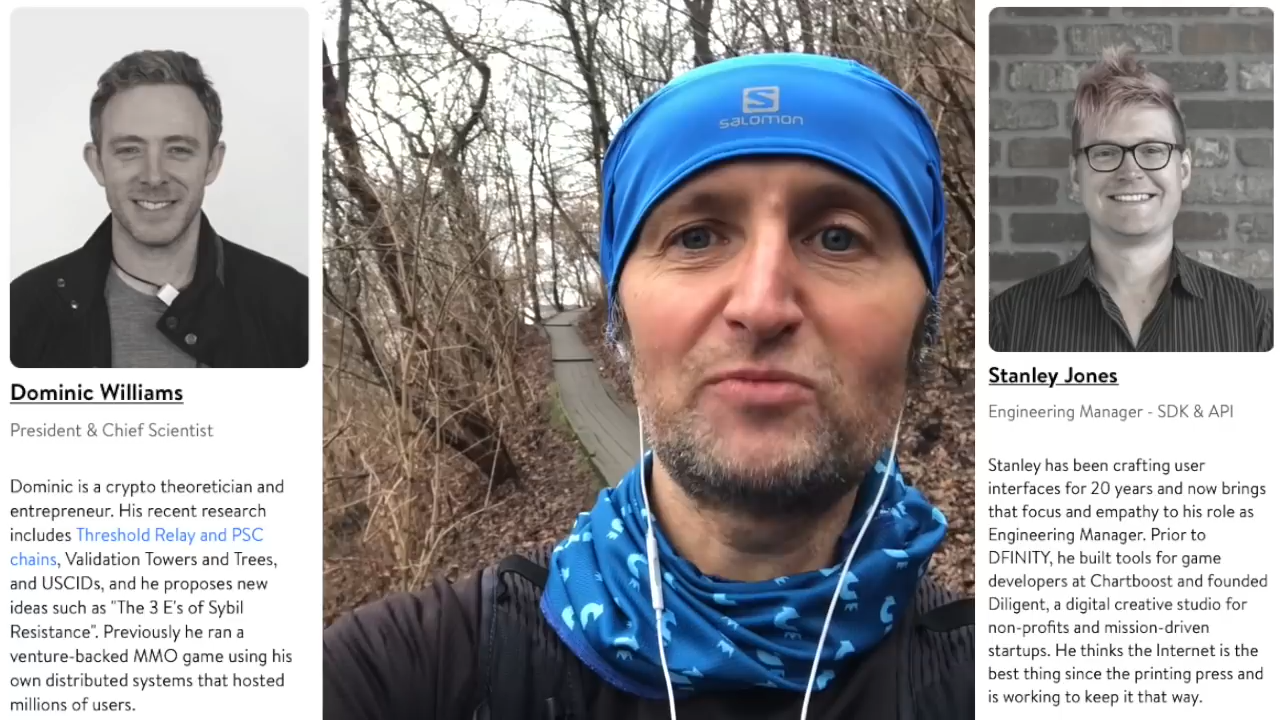 Dominic Williams
President & Chief Scientist
Dominic is a crypto theoretician and
entrepreneur. His recent research
includes Threshold Relay and PSC
chains, Validation Towers and Trees,
and USCIDs, and he proposes new
ideas such as "The 3 E's of Sybil
Resistance". Previously he ran a
venture-backed MMO game using his
own distributed systems that hosted
millions of users.
S
salomon
Stanley Jones
Engineering Manager - SDK & API
Stanley has been crafting user
interfaces for 20 years and now brings
that focus and empathy to his role as
Engineering Manager. Prior to
DFINITY, he built tools for game
developers at Chartboost and founded
Diligent, a digital creative studio for
non-profits and mission-driven
startups. He thinks the Internet is the
best thing since the printing press and
is working to keep it that way.